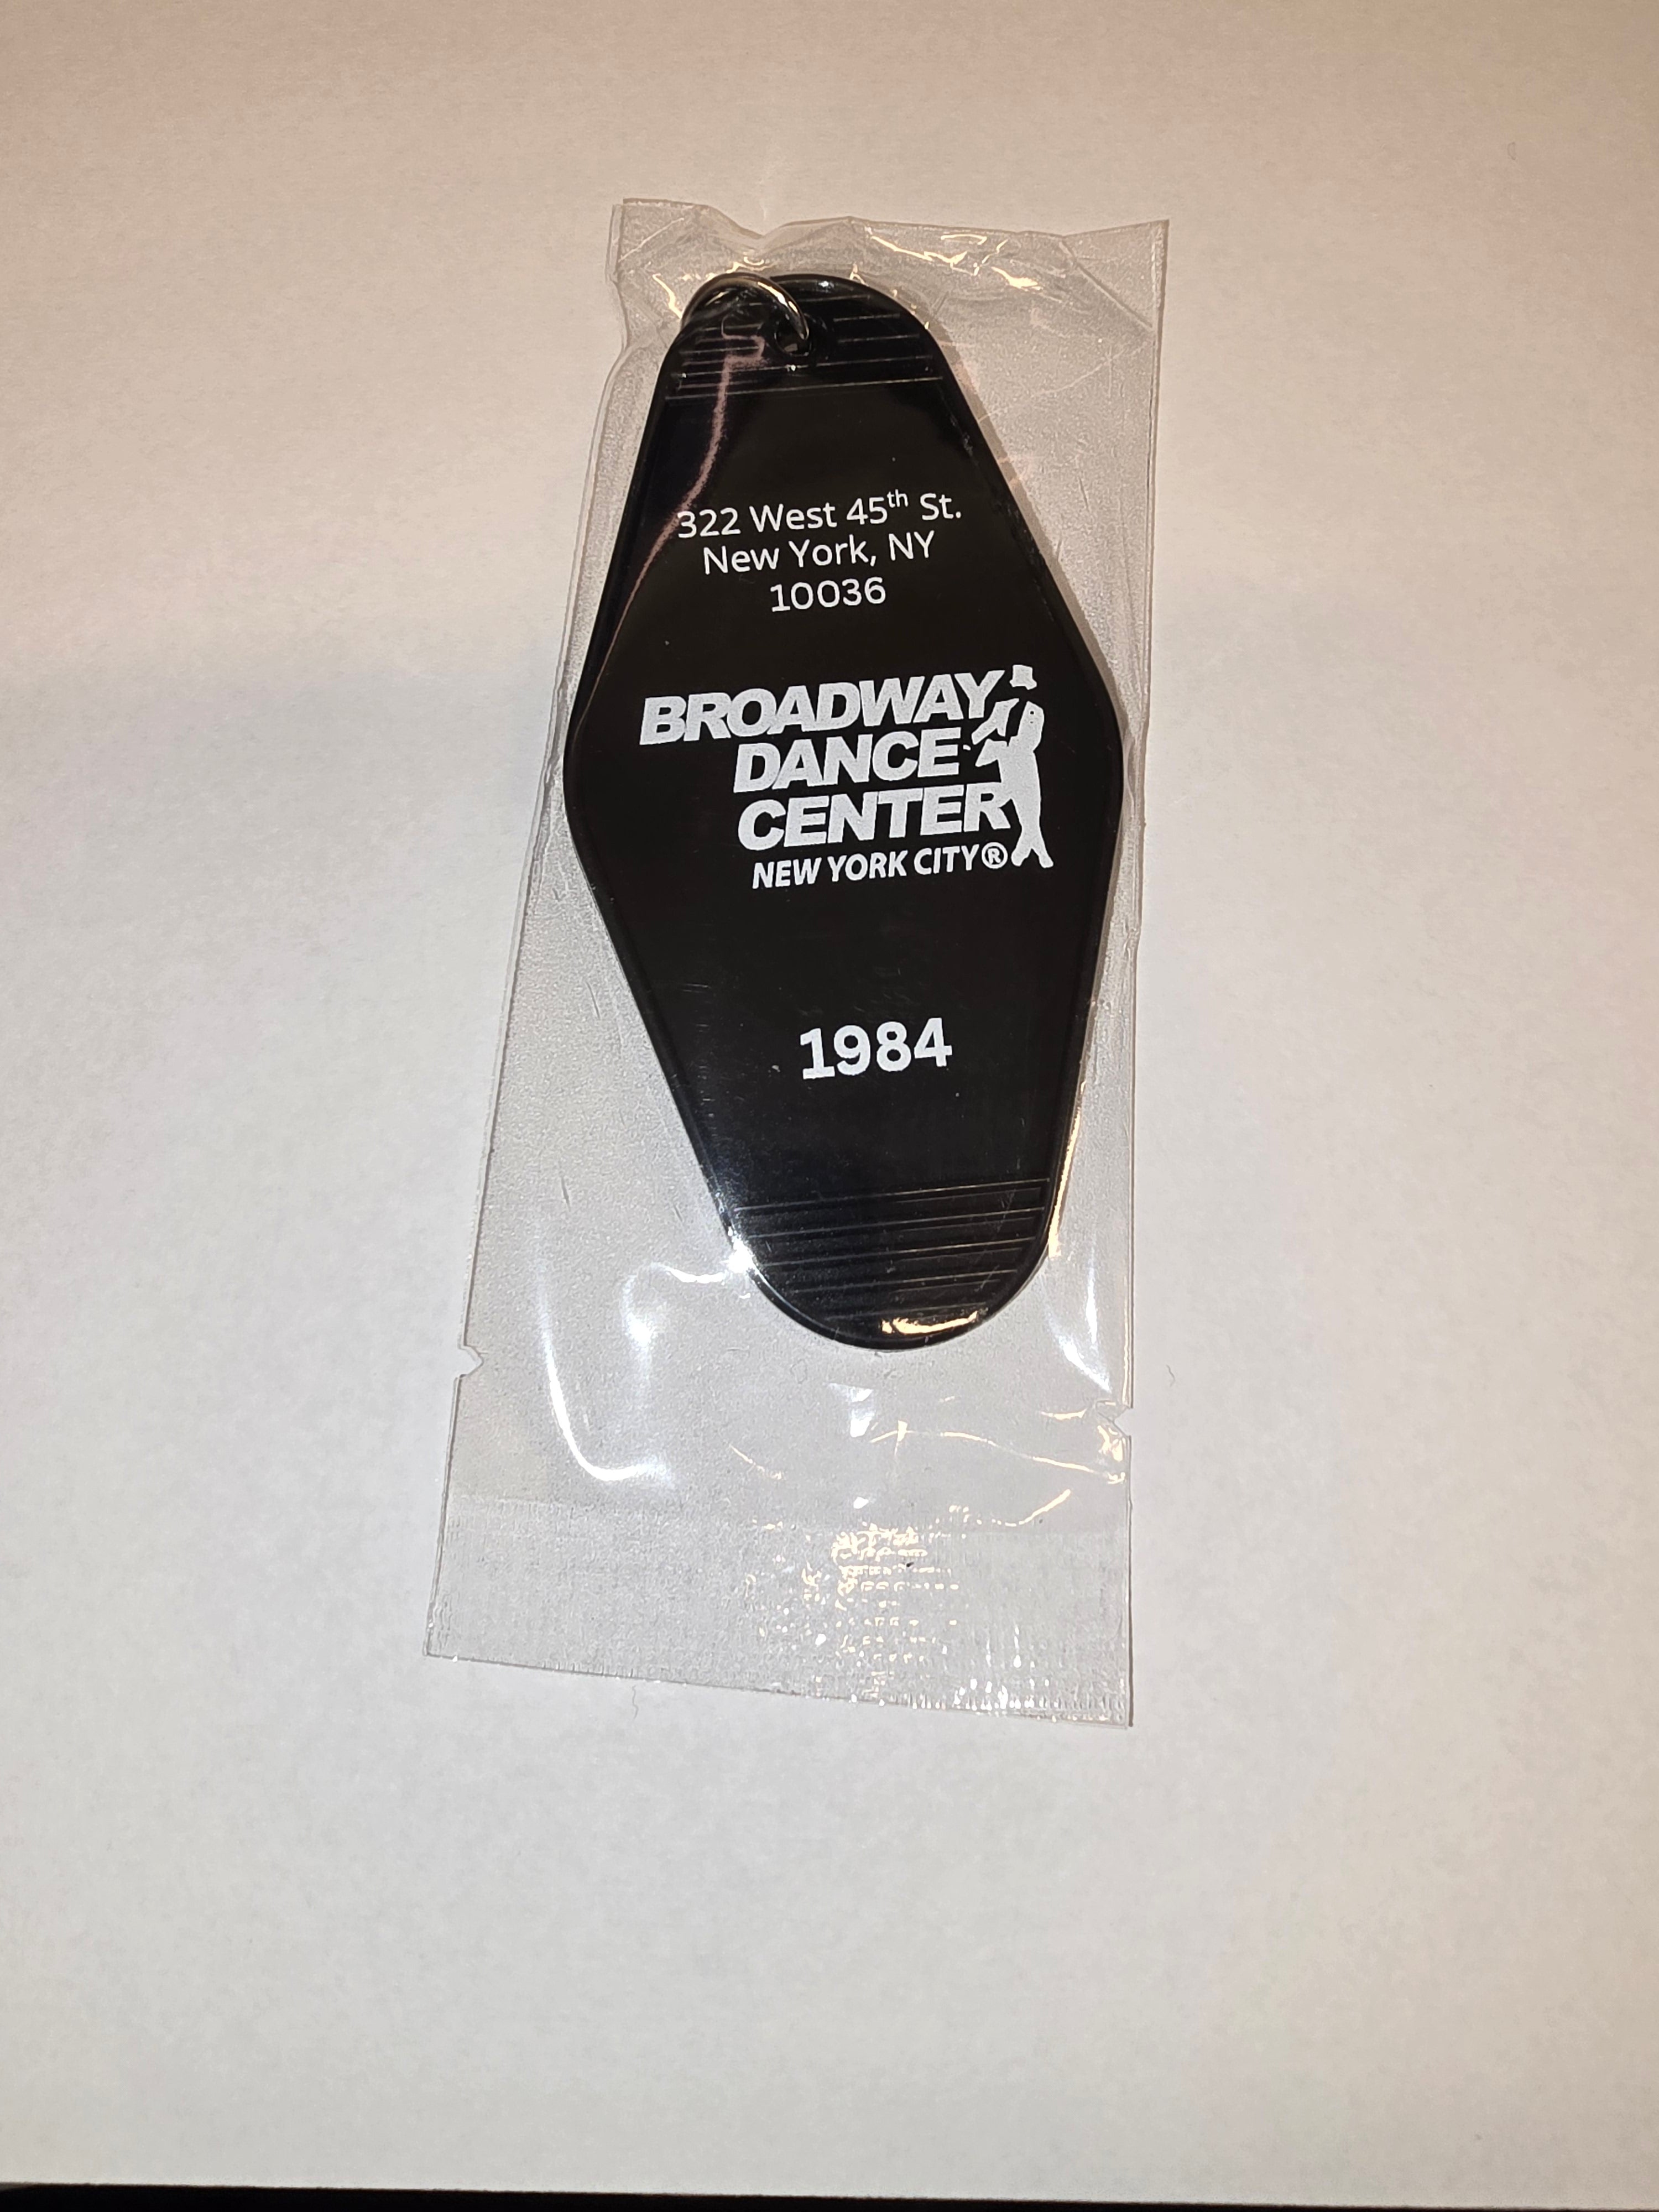 322 West 45th St.
New York, NY
10036
BROADWAY
DANCE
CENTER
NEW YORK CITY®
1984